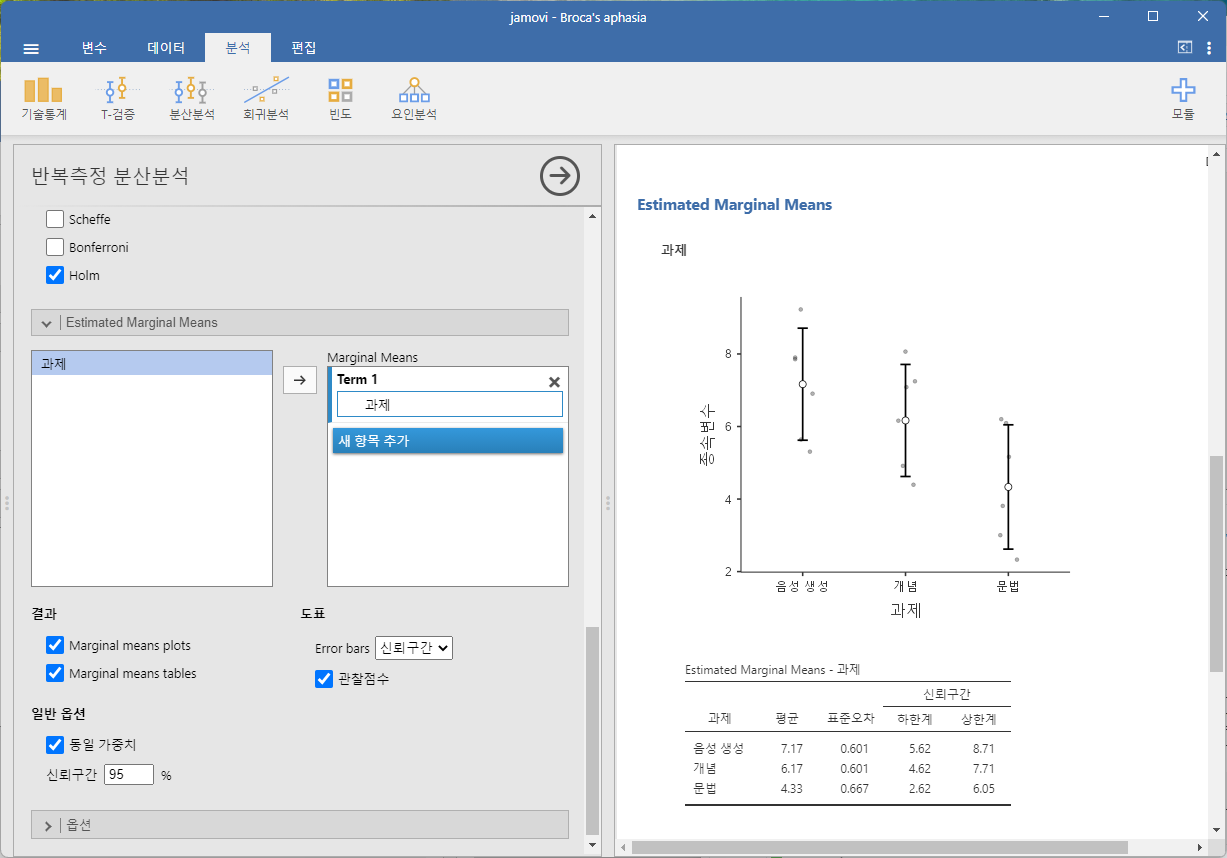 jamovi - Broca's aphasia
변수 데이터 분석 편집
기술통계 T-검증 분산분석 회귀분석 빈도 요인분석 모듈
반복측정 분산분석
Scheffe
Bonferroni
Holm
Estimated Marginal Means
과제
Marginal Means
Term 1
과제
새 항목 추가
결과
Marginal means plots
Marginal means tables
도표
Error bars 신뢰구간
관찰점수
일반 옵션
동일 가중치
신뢰구간 95 %
옵션
Estimated Marginal Means
과제
8
6
4
2
종속변수
음성 생성 개념 문법
과제
Estimated Marginal Means - 과제
신뢰구간
과제 평균 표준오차 하한계 상한계
음성 생성 7.17 0.601 5.62 8.71
개념 6.17 0.601 4.62 7.71
문법 4.33 0.667 2.62 6.05